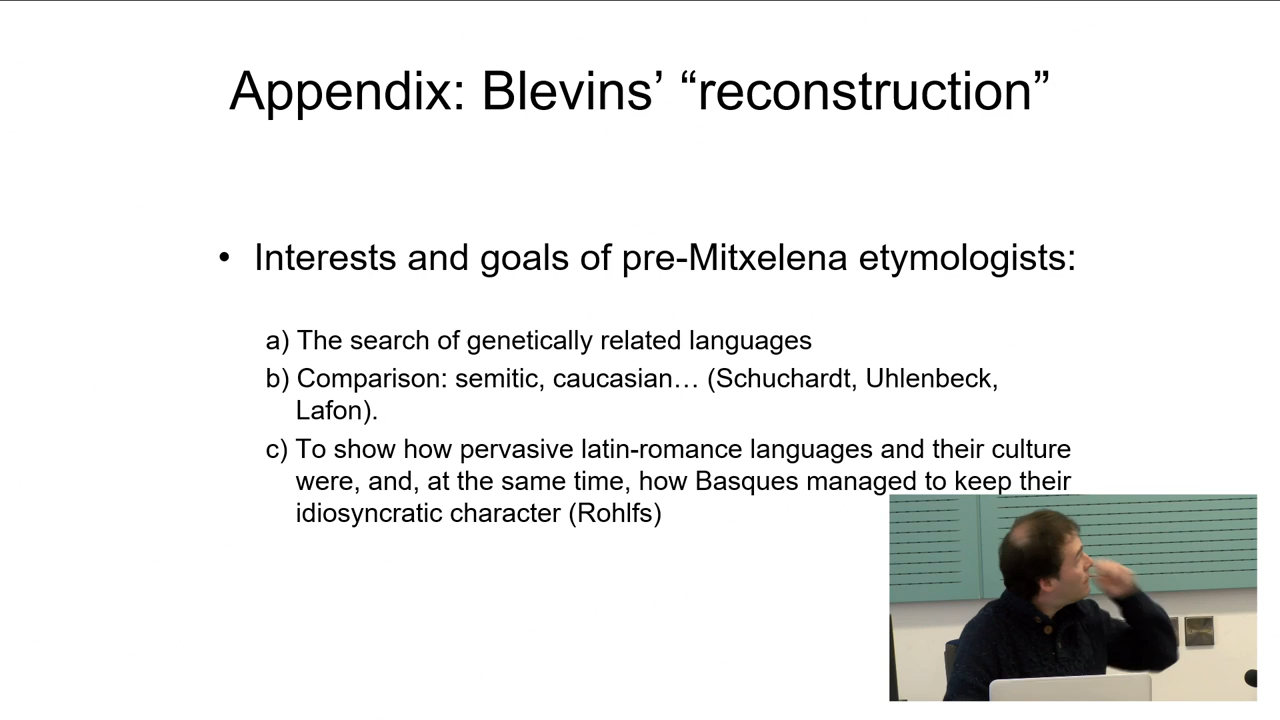 Appendix: Blevins’ “reconstruction”
• Interests and goals of pre-Mitxelena etymologists:
a) The search of genetically related languages
b) Comparison: semitic, caucasian… (Schuchardt, Uhlenbeck,
Lafon).
c) To show how pervasive latin-romance languages and their culture
were, and, at the same time, how Basques managed to keep their
idiosyncratic character (Rohlfs)